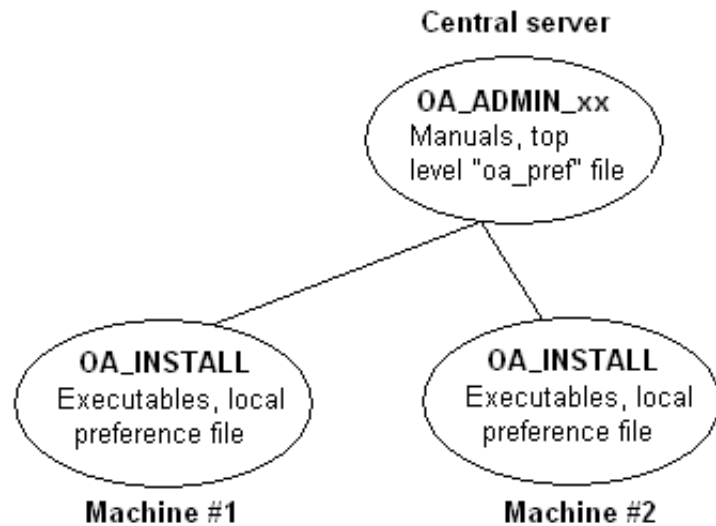 Central server
OA_ADMIN_xx
Manuals, top
level "oa_pref" file
OA_INSTALL
Executables, local
preference file
Machine #1
OA_INSTALL
Executables, local
preference file
Machine #2